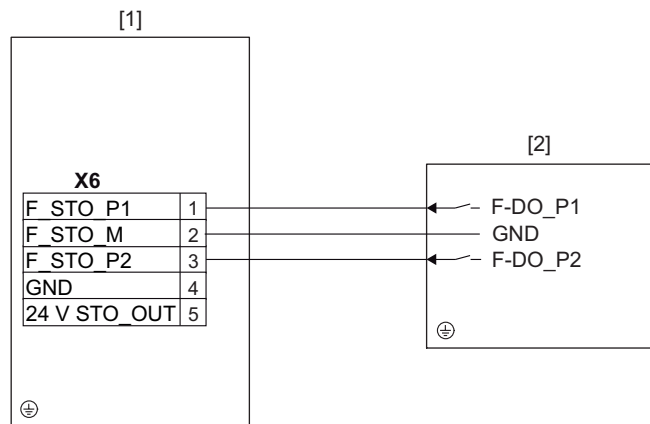 [1]
[2]
X6
F_STO_P1 1
F_STO_M 2
F_STO_P2 3
GND 4
24 V STO_OUT 5
F-DO_P1
GND
F-DO_P2